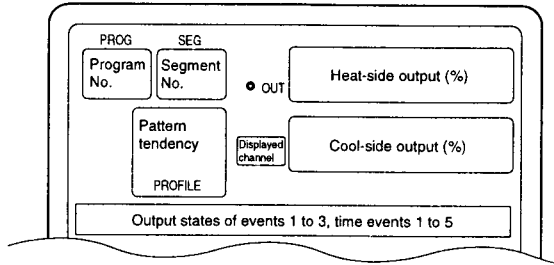 PROG SEG
Program No.
Segment No.
OUT
Heat-side output (%)
Pattern tendency
PROFILE
Displayed channel
Cool-side output (%)
Output states of events 1 to 3, time events 1 to 5